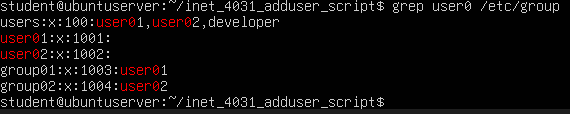 student@ubuntuserver:~/inet_4031_adduser_script$ grep user0 /etc/group
users:x:100:user01,user02,developer
user01:x:1001:
user02:x:1002:
group01:x:1003:user01
group02:x:1004:user02
student@ubuntuserver:~/inet_4031_adduser_script$